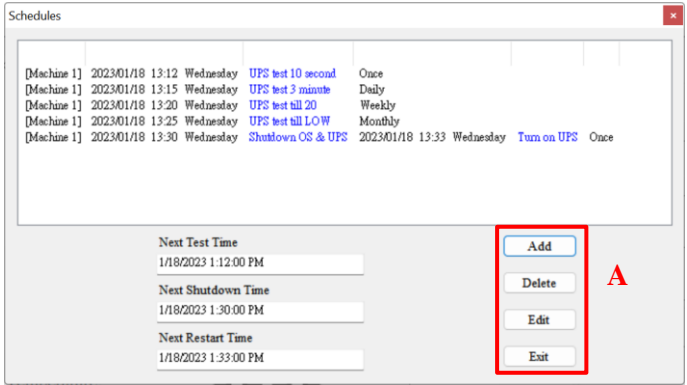 Schedules
[Machine 1] 2023/01/18 13:12 Wednesday UPS test 10 second Once
[Machine 1] 2023/01/18 13:15 Wednesday UPS test 3 minute Daily
[Machine 1] 2023/01/18 13:20 Wednesday UPS test till 20 Weekly
[Machine 1] 2023/01/18 13:25 Wednesday UPS test till LOW Monthly
[Machine 1] 2023/01/18 13:30 Wednesday Shutdown OS & UPS 2023/01/18 13:33 Wednesday Turn on UPS Once
Next Test Time
1/18/2023 1:12:00 PM
Next Shutdown Time
1/18/2023 1:30:00 PM
Next Restart Time
1/18/2023 1:33:00 PM
Add
Delete
Edit
Exit
A